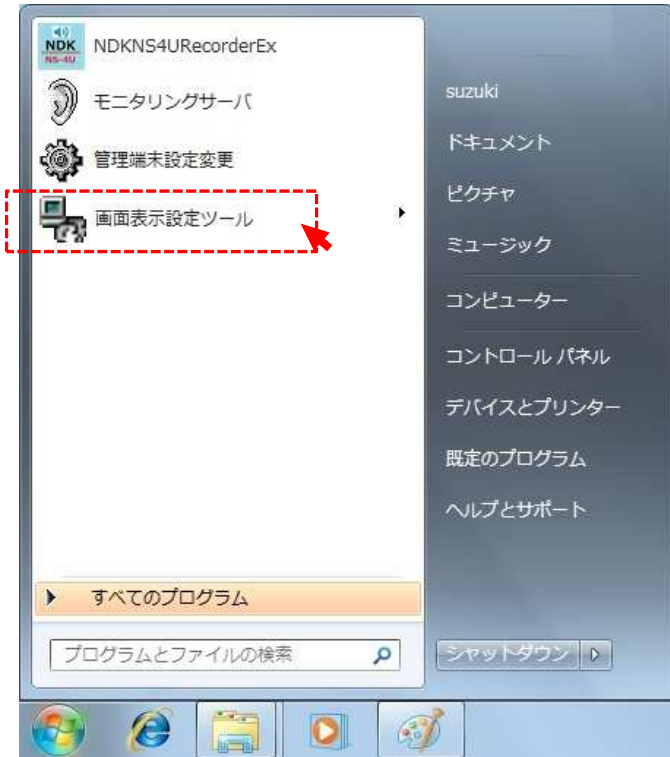 NDK
NS-4U
NDKNS4URecorderEx
モニタリングサーバ
管理端末設定変更
画面表示設定ツール
すべてのプログラム
プログラムとファイルの検索
suzuki
ドキュメント
ピクチャ
ミュージック
コンピューター
コントロール パネル
デバイスとプリンター
既定のプログラム
ヘルプとサポート
シャットダウン